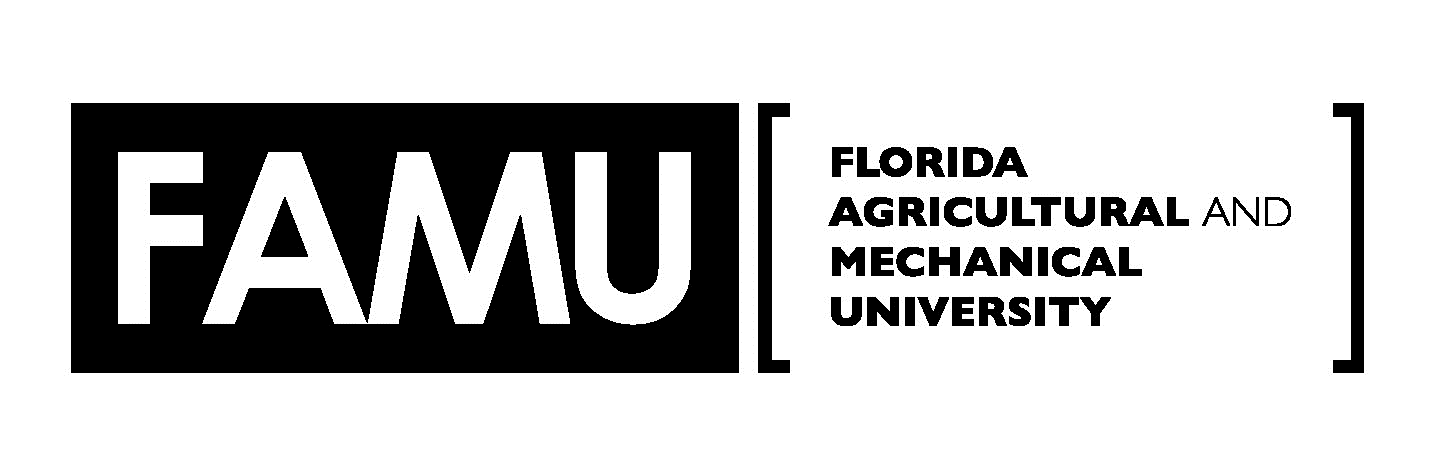 FAMU
FLORIDA
AGRICULTURAL AND
MECHANICAL
UNIVERSITY